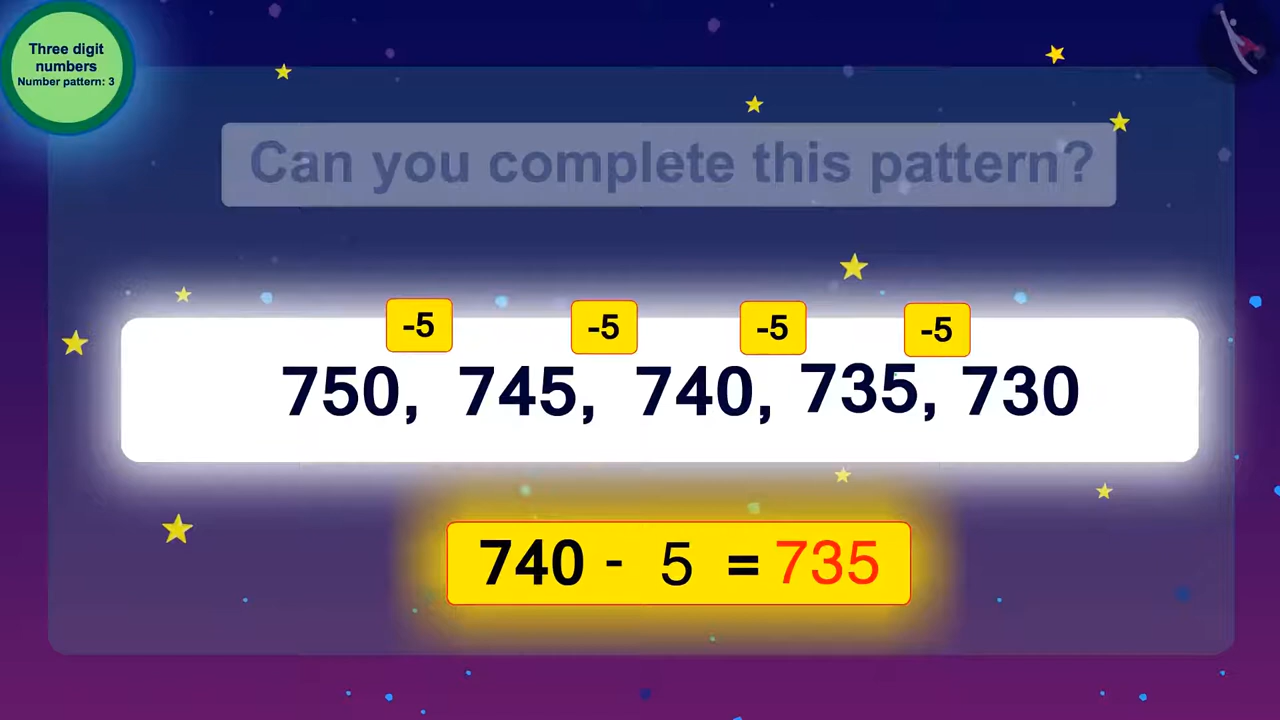 Three digit
numbers
Number pattern: 3
Can you complete this pattern?
-5 -5 -5 -5
750, 745, 740, 735, 730
740 - 5 = 735